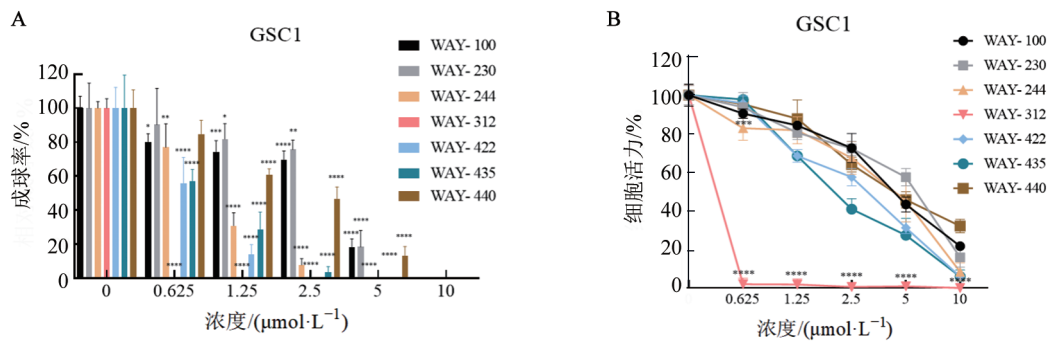 A
GSC1
WAY-100
WAY-230
WAY-244
WAY-312
WAY-422
WAY-435
WAY-440
成球率/%
120
100
80
60
40
20
0
* **** *** * ** **** **** **** **** **** **** ** ** **** **** **** **** **** **** **** **** ****
0 0.625 1.25 2.5 5 10
浓度/(μmol·L⁻¹)
B
GSC1
WAY-100
WAY-230
WAY-244
WAY-312
WAY-422
WAY-435
WAY-440
细胞活力/%
120
100
80
60
40
20
0
***
**** **** **** **** ****
0.625 1.25 2.5 5 10
浓度/(μmol·L⁻¹)